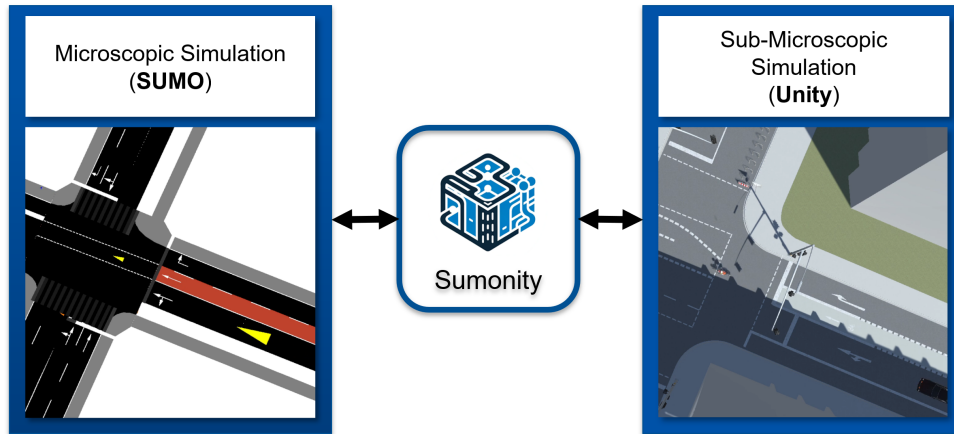 Microscopic Simulation
(SUMO)
Sumonity
Sub-Microscopic
Simulation
(Unity)